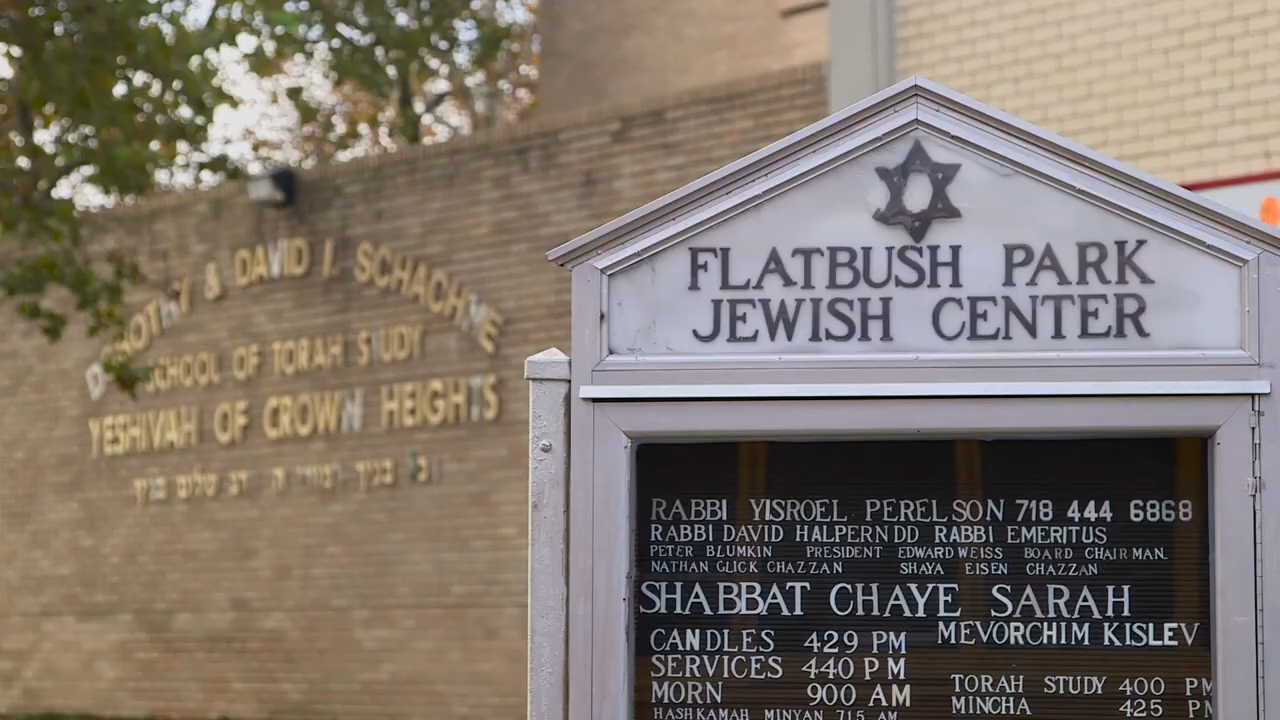 DOROTHY & DAVID I. SCHACHNE
SCHOOL OF TORAH STUDY
YESHIVAH OF CROWN HEIGHTS
FLATBUSH PARK
JEWISH CENTER
RABBI YISROEL PERELSON 718 444 6868
RABBI DAVID HALPERN DD RABBI EMERITUS
PETER BLUMKIN PRESIDENT EDWARD WEISS BOARD CHAIRMAN.
NATHAN GLICK CHAZZAN SHAYA EISEN CHAZZAN
SHABBAT CHAYE SARAH
MEVORCHIM KISLEV
CANDLES 429 PM
SERVICES 440 PM
MORN 900 AM
HASHKAMAH MINYAN 715 AM
TORAH STUDY 400 PM
MINCHA 425 PM